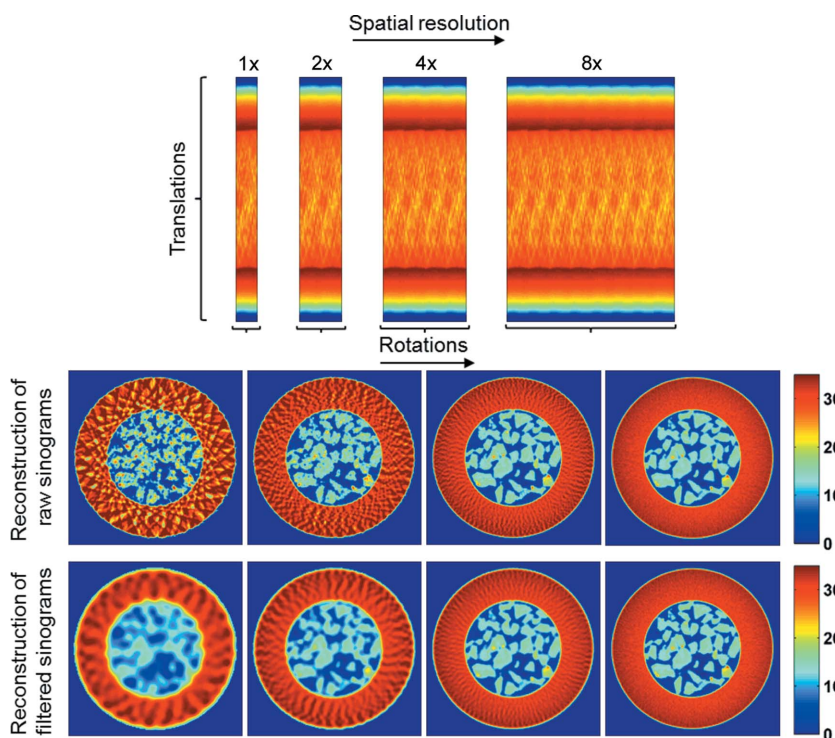 Spatial resolution
1x 2x 4x 8x
Translations
Rotations
Reconstruction of
raw sinograms
30
20
10
0
Reconstruction of
filtered sinograms
30
20
10
0